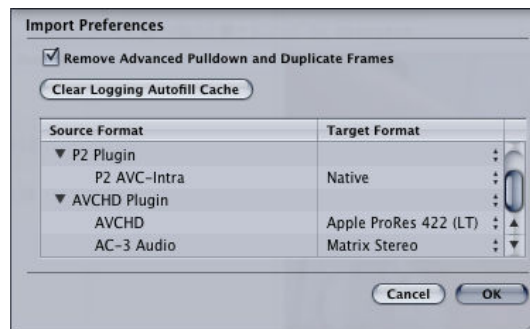 Import Preferences
Remove Advanced Pulldown and Duplicate Frames
Clear Logging Autofill Cache
Source Format Target Format
P2 Plugin
P2 AVC-Intra Native
AVCHD Plugin
AVCHD Apple ProRes 422 (LT)
AC-3 Audio Matrix Stereo
Cancel OK